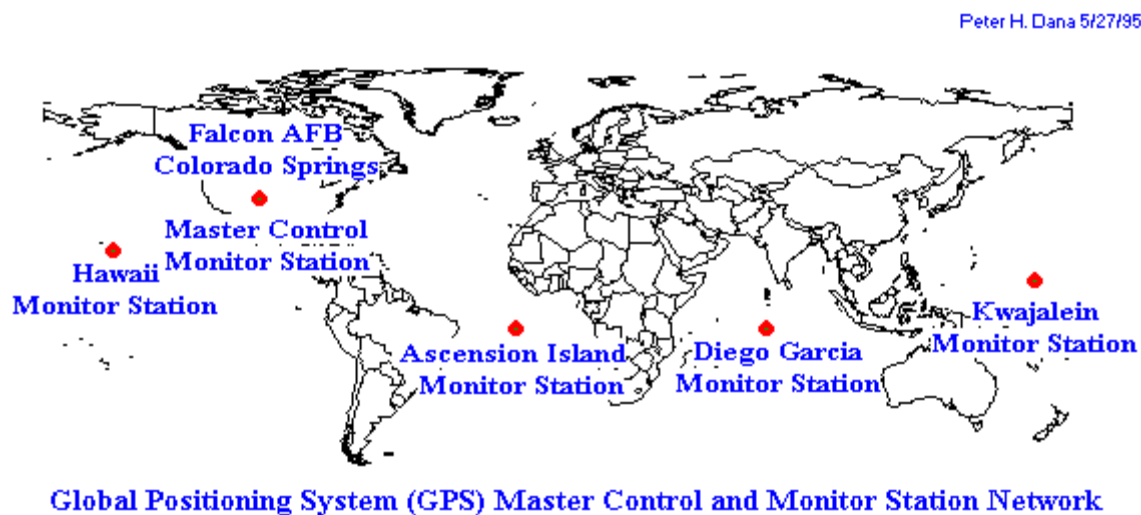 Peter H. Dana 5/27/95
Falcon AFB
Colorado Springs
Master Control
Monitor Station
Hawaii
Monitor Station
Ascension Island
Monitor Station
Diego Garcia
Monitor Station
Kwajalein
Monitor Station
Global Positioning System (GPS) Master Control and Monitor Station Network